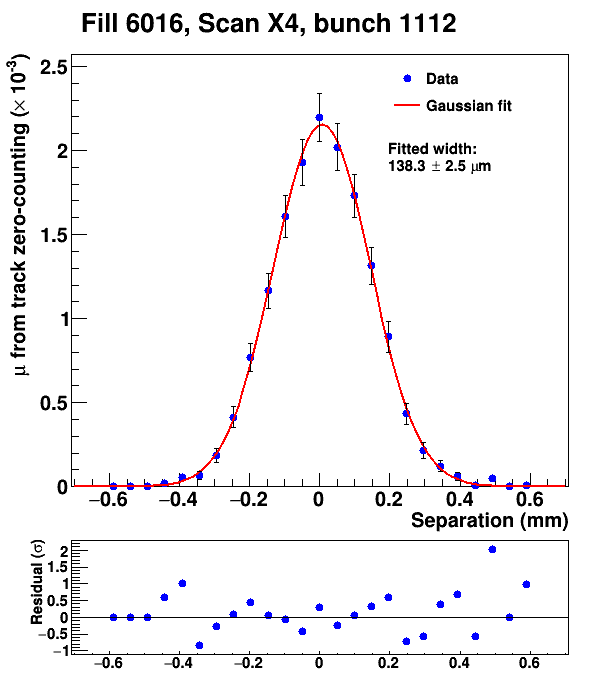 Fill 6016, Scan X4, bunch 1112
μ from track zero-counting (× 10⁻³)
2.5
2
1.5
1
0.5
0
Data
Gaussian fit
Fitted width:
138.3 ± 2.5 μm
−0.6 −0.4 −0.2 0 0.2 0.4 0.6
Separation (mm)
Residual (σ)
2
1.5
1
0.5
0
−0.5
−1
−0.6 −0.4 −0.2 0 0.2 0.4 0.6